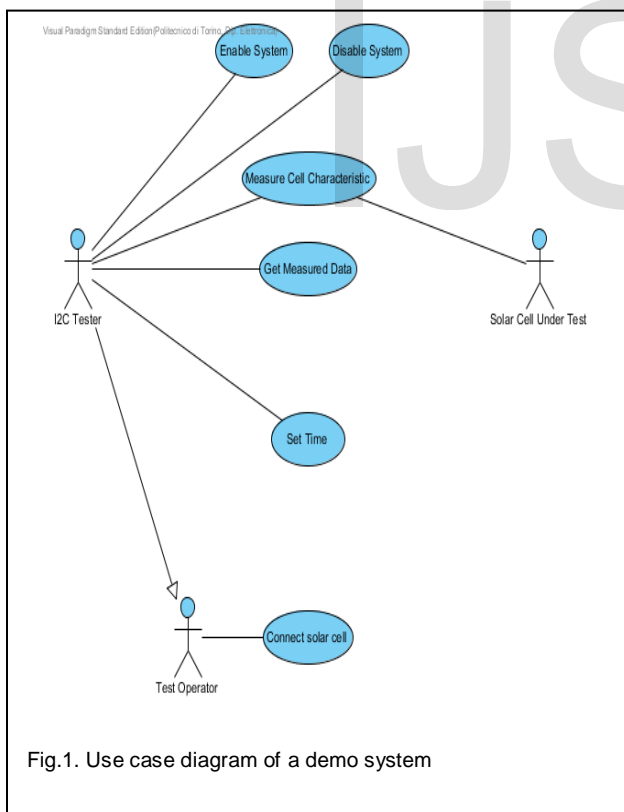 Visual Paradigm Standard Edition(Politecnico di Torino, Dip. Elettronica)
Enable System
Disable System
IJS
Measure Cell Characteristic
Get Measured Data
I2C Tester
Solar Cell Under Test
Set Time
Connect solar cell
Test Operator
Fig.1. Use case diagram of a demo system